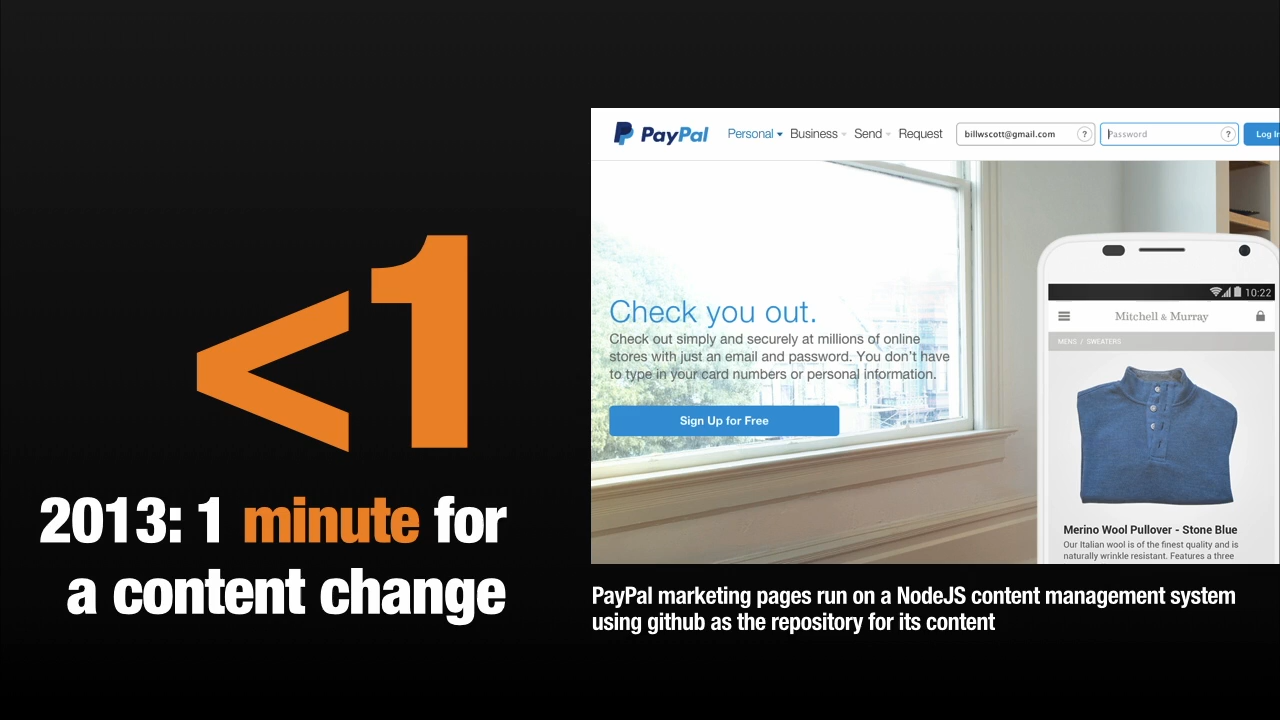 <1
2013: 1 minute for
a content change
PayPal Personal Business Send Request billwscott@gmail.com ? Password ? Log In
Check you out.
Check out simply and securely at millions of online
stores with just an email and password. You don't have
to type in your card numbers or personal information.
Sign Up for Free
10:22
Mitchell & Murray
MENS / SWEATERS
Merino Wool Pullover - Stone Blue
Our Italian wool is of the finest quality and is
naturally wrinkle resistant. Features a three
PayPal marketing pages run on a NodeJS content management system
using github as the repository for its content